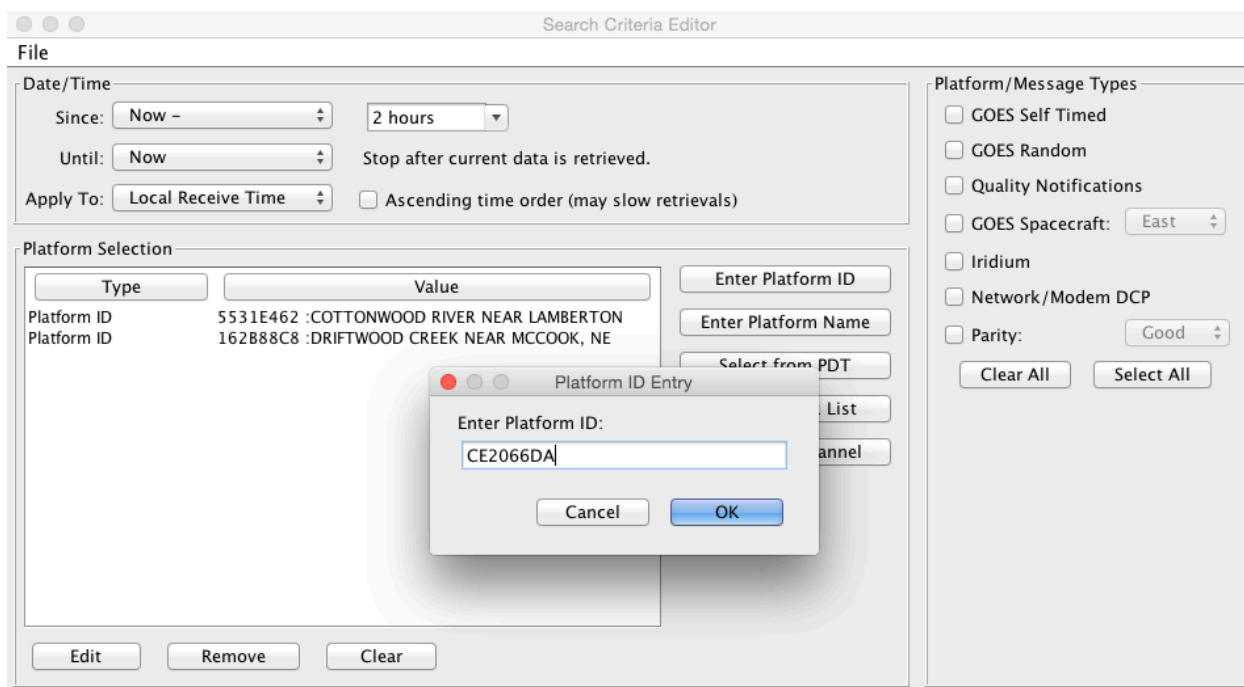 Search Criteria Editor
File
Date/Time
Since: Now – 2 hours
Until: Now Stop after current data is retrieved.
Apply To: Local Receive Time Ascending time order (may slow retrievals)
Platform Selection
Type Value
Platform ID 5531E462 :COTTONWOOD RIVER NEAR LAMBERTON
Platform ID 162B88C8 :DRIFTWOOD CREEK NEAR MCCOOK, NE
Enter Platform ID
Enter Platform Name
Select from PDT
List
annel
Platform ID Entry
Enter Platform ID:
CE2066DA
Cancel OK
Edit Remove Clear
Platform/Message Types
GOES Self Timed
GOES Random
Quality Notifications
GOES Spacecraft: East
Iridium
Network/Modem DCP
Parity: Good
Clear All Select All